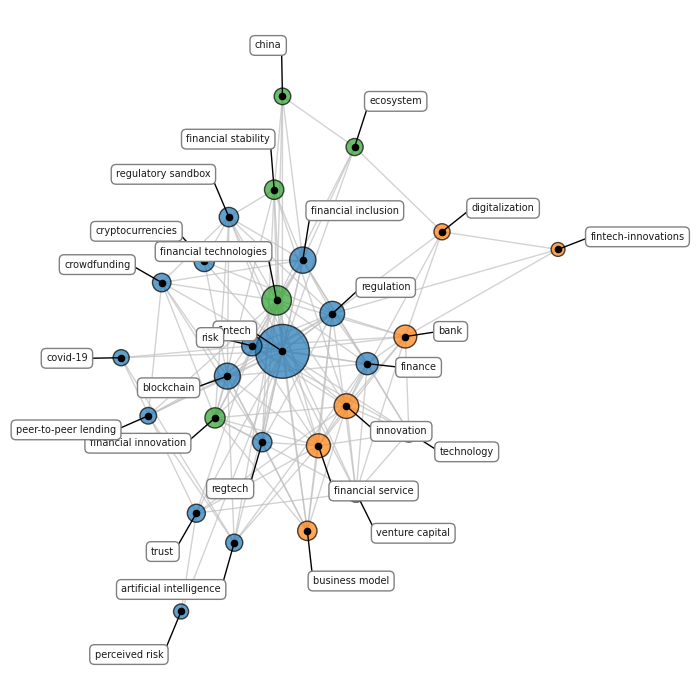 china
ecosystem
financial stability
regulatory sandbox
digitalization
financial inclusion
cryptocurrencies
fintech-innovations
financial technologies
crowdfunding
regulation
fintech
risk
bank
covid-19
finance
blockchain
peer-to-peer lending
innovation
financial innovation
technology
regtech
financial service
venture capital
trust
business model
artificial intelligence
perceived risk